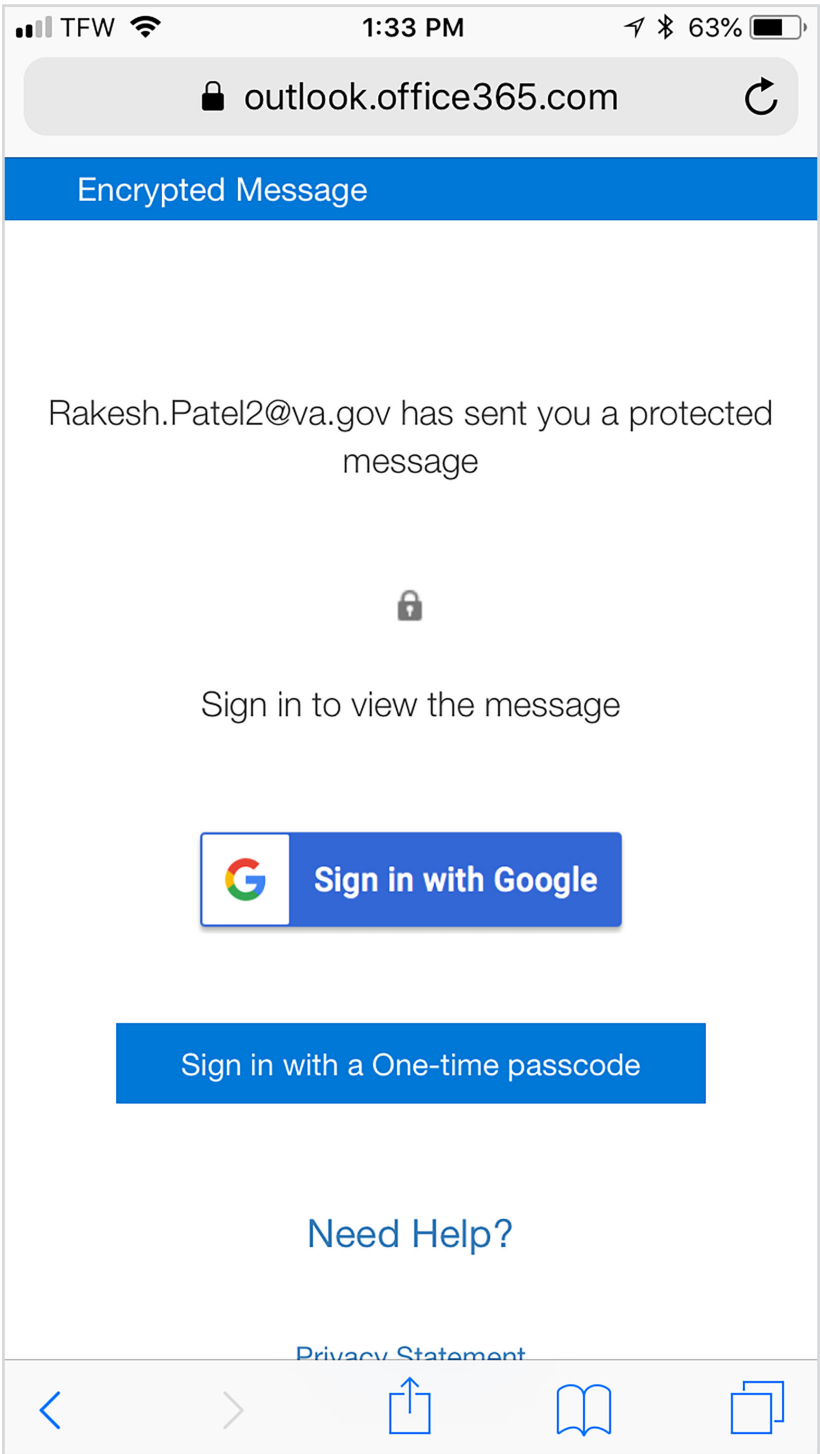 TFW 1:33 PM 63%
outlook.office365.com
Encrypted Message
Rakesh.Patel2@va.gov has sent you a protected
message
Sign in to view the message
G Sign in with Google
Sign in with a One-time passcode
Need Help?
Privacy Statement